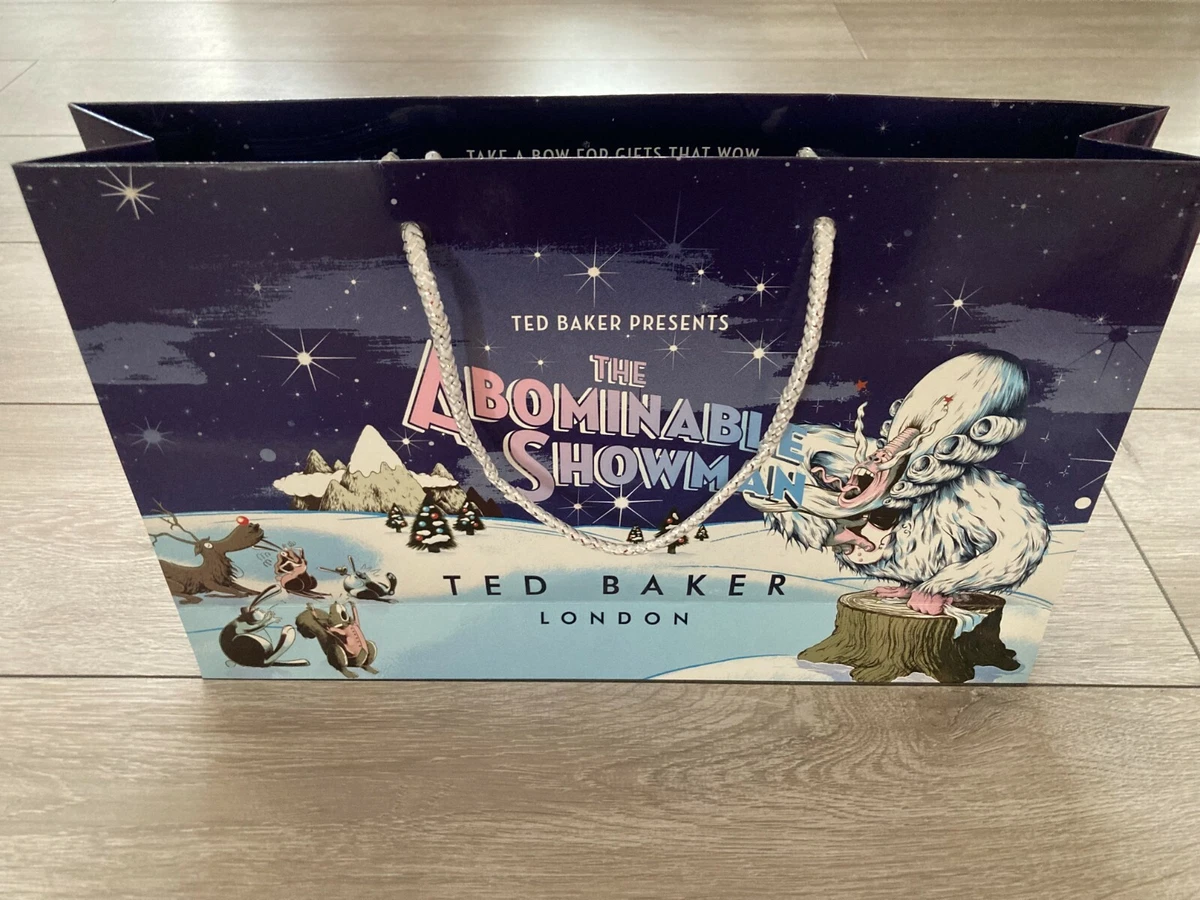 TAKE A BOW FOR GIFTS THAT WOW
TED BAKER PRESENTS
THE
ABOMINABLE
SHOWMAN
TED BAKER
LONDON